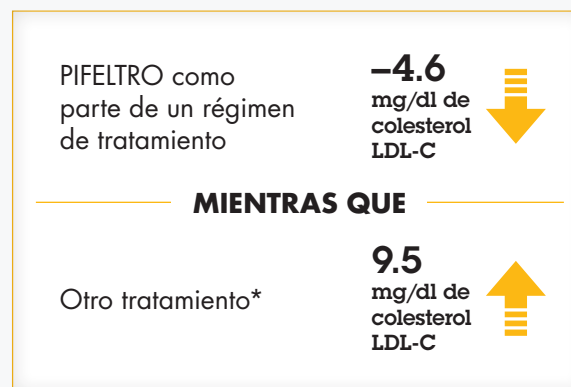 PIFELTRO como
parte de un régimen
de tratamiento
–4.6
mg/dl de
colesterol
LDL-C
MIENTRAS QUE
Otro tratamiento*
9.5
mg/dl de
colesterol
LDL-C